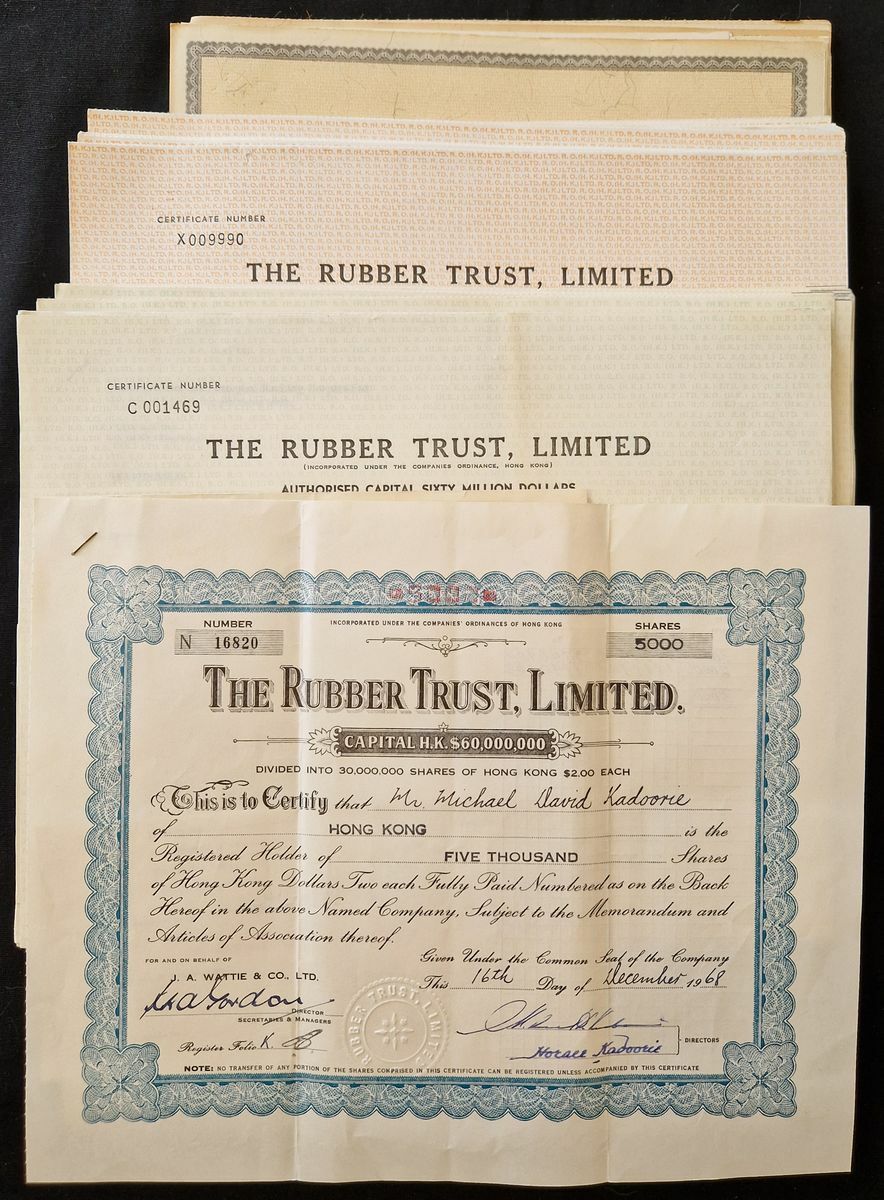 CERTIFICATE NUMBER
X009990
THE RUBBER TRUST, LIMITED
CERTIFICATE NUMBER
C 001469
THE RUBBER TRUST, LIMITED
(INCORPORATED UNDER THE COMPANIES ORDINANCE, HONG KONG)
AUTHORISED CAPITAL SIXTY MILLION DOLLARS
NUMBER
N 16820
INCORPORATED UNDER THE COMPANIES' ORDINANCES OF HONG KONG
SHARES
5000
THE RUBBER TRUST, LIMITED.
CAPITAL H.K. $60,000,000
DIVIDED INTO 30,000,000 SHARES OF HONG KONG $2.00 EACH
This is to Certify that Mr. Michael David Kadoorie
of HONG KONG is the
Registered Holder of FIVE THOUSAND Shares
of Hong Kong Dollars Two each Fully Paid Numbered as on the Back
Hereof in the above Named Company, Subject to the Memorandum and
Articles of Association thereof.
FOR AND ON BEHALF OF
J. A. WATTIE & CO., LTD.
DIRECTOR
SECRETARIES & MANAGERS
Register Folio K.
Given Under the Common Seal of the Company
This 16th Day of December 1968
Horace Kadoorie
DIRECTORS
RUBBER TRUST, LIMITED
NOTE: NO TRANSFER OF ANY PORTION OF THE SHARES COMPRISED IN THIS CERTIFICATE CAN BE REGISTERED UNLESS ACCOMPANIED BY THIS CERTIFICATE